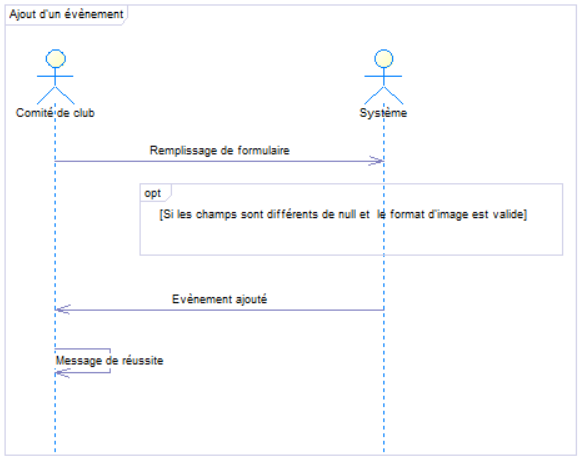 Ajout d'un évènement
Comité de club
Système
Remplissage de formulaire
opt
[Si les champs sont différents de null et le format d'image est valide]
Evènement ajouté
Message de réussite